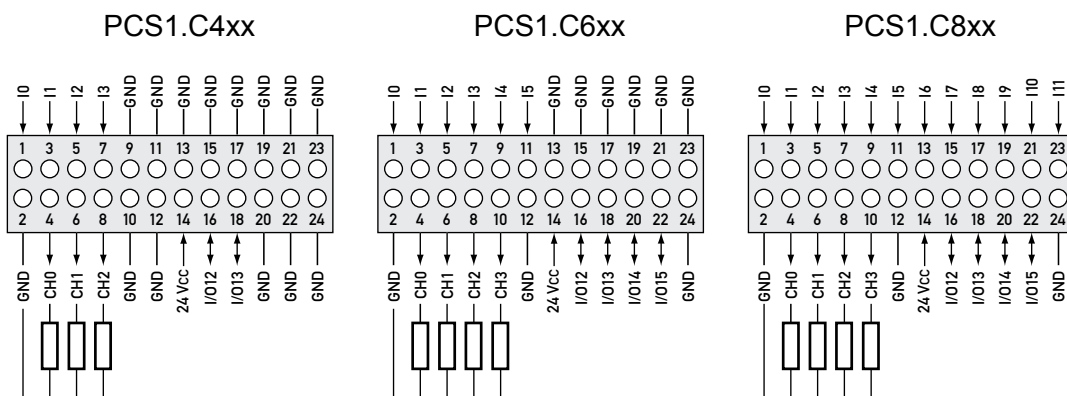 PCS1.C4xx PCS1.C6xx PCS1.C8xx
I0 I1 I2 I3 GND GND GND GND GND GND GND GND I0 I1 I2 I3 I4 I5 GND GND GND GND GND GND I0 I1 I2 I3 I4 I5 I6 I7 I8 I9 I10 I11
1 3 5 7 9 11 13 15 17 19 21 23 1 3 5 7 9 11 13 15 17 19 21 23 1 3 5 7 9 11 13 15 17 19 21 23
2 4 6 8 10 12 14 16 18 20 22 24 2 4 6 8 10 12 14 16 18 20 22 24 2 4 6 8 10 12 14 16 18 20 22 24
GND CH0 CH1 CH2 GND GND 24 Vcc I/O12 I/O13 GND GND GND GND CH0 CH1 CH2 CH3 GND 24 Vcc I/O12 I/O13 I/O14 I/O15 GND GND CH0 CH1 CH2 CH3 GND 24 Vcc I/O12 I/O13 I/O14 I/O15 GND